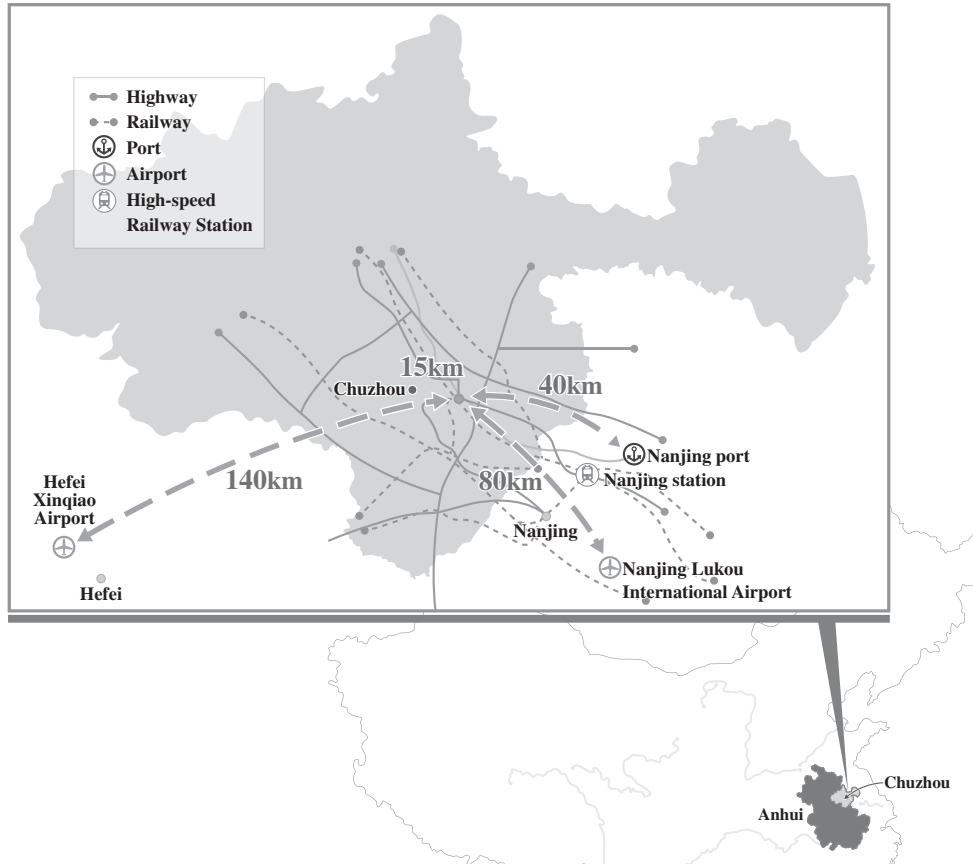 Highway
Railway
Port
Airport
High-speed
Railway Station
15km
Chuzhou
40km
Nanjing port
Nanjing station
140km
80km
Hefei
Xinqiao
Airport
Nanjing
Nanjing Lukou
International Airport
Hefei
Chuzhou
Anhui